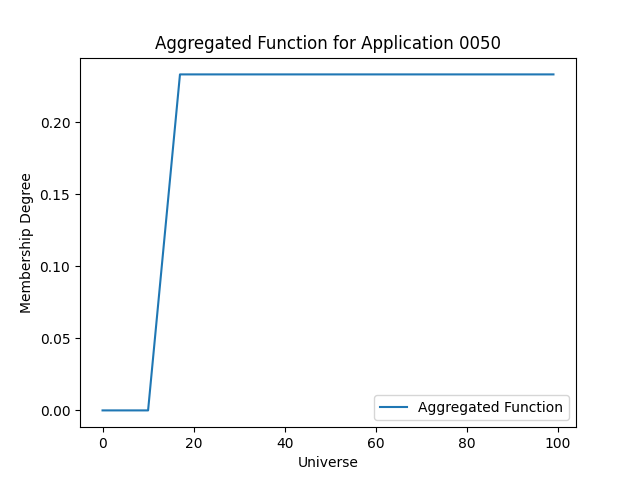 Aggregated Function for Application 0050
Membership Degree
0.20
0.15
0.10
0.05
0.00
Aggregated Function
0 20 40 60 80 100
Universe